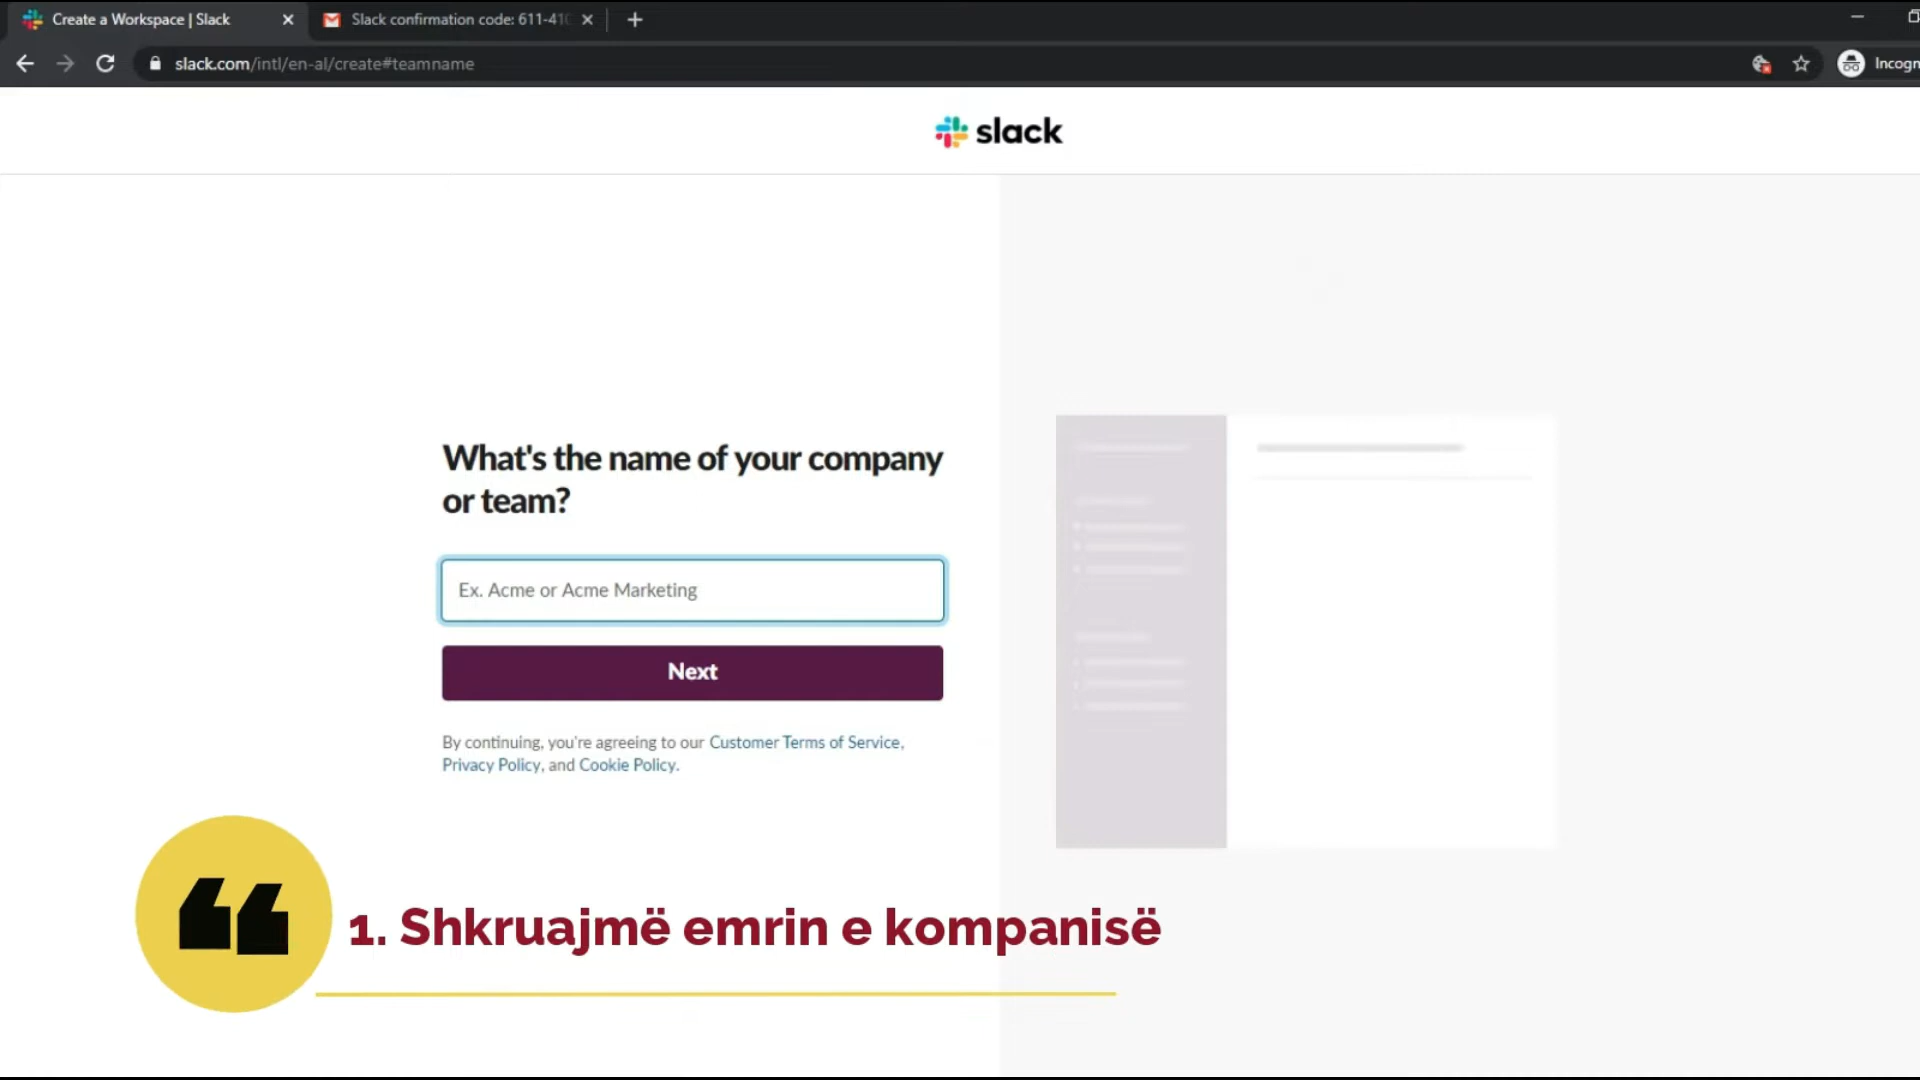 Create a Workspace | Slack
Slack confirmation code: 611-41
slack.com/intl/en-al/create#teamname
Incogn
slack
What's the name of your company
or team?
Ex. Acme or Acme Marketing
Next
By continuing, you're agreeing to our Customer Terms of Service,
Privacy Policy, and Cookie Policy.
1. Shkruajmë emrin e kompanisë